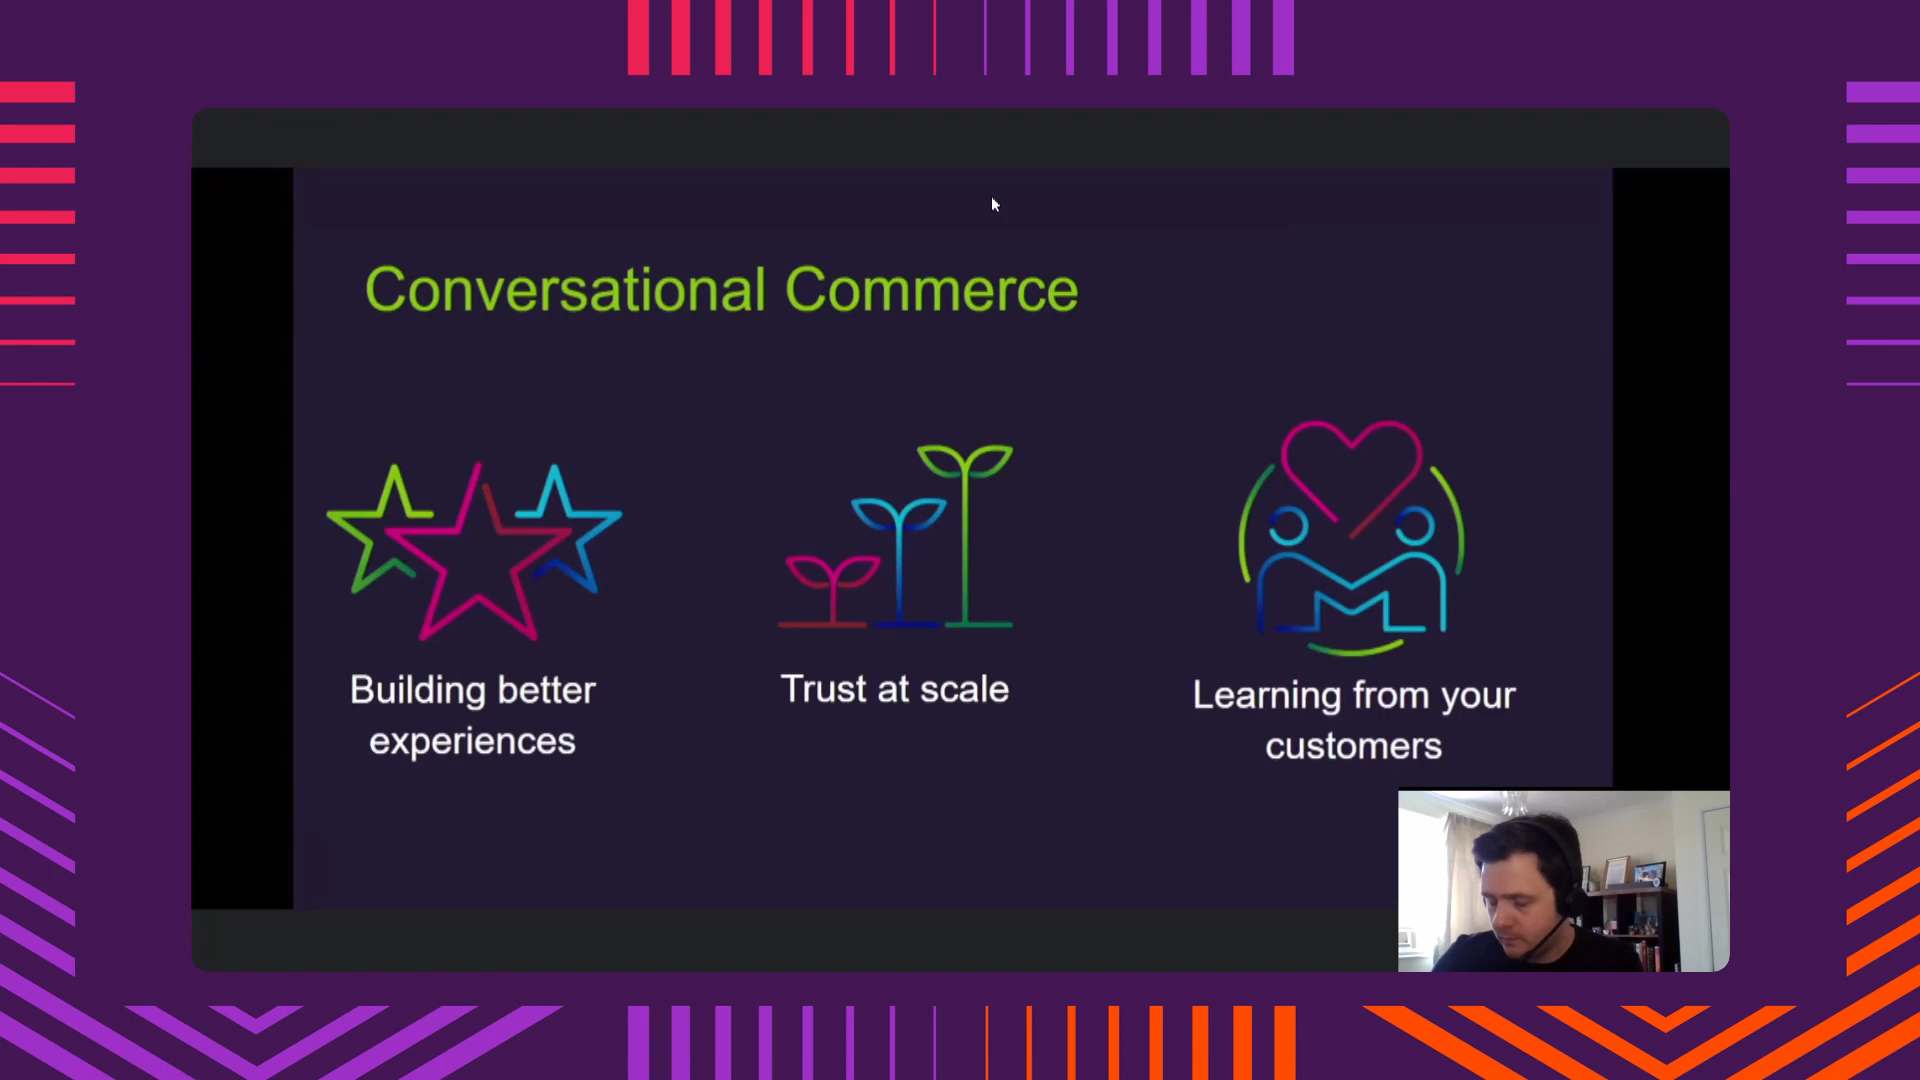 Conversational Commerce
Building better
experiences
Trust at scale
Learning from your
customers